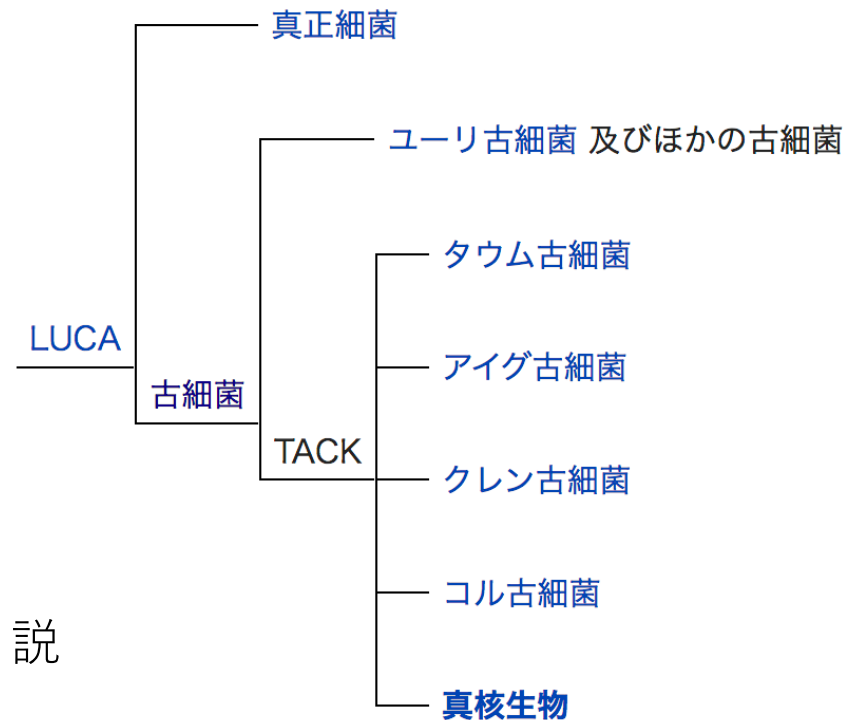 真正細菌
ユーリ古細菌 及びほかの古細菌
タウム古細菌
LUCA
アイグ古細菌
古細菌
TACK
クレン古細菌
コル古細菌
説
真核生物